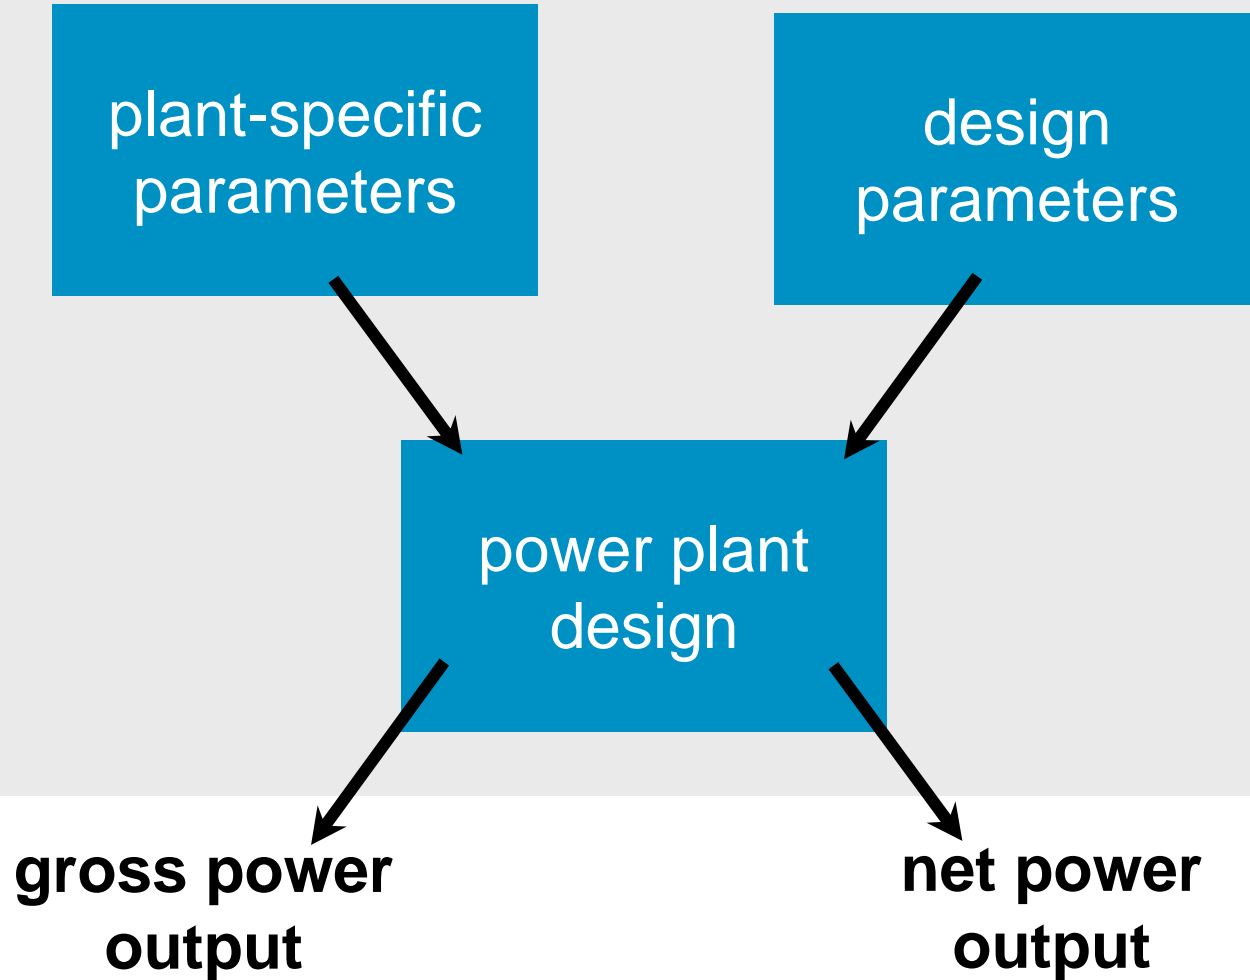 plant-specific
parameters
design
parameters
power plant
design
gross power
output
net power
output